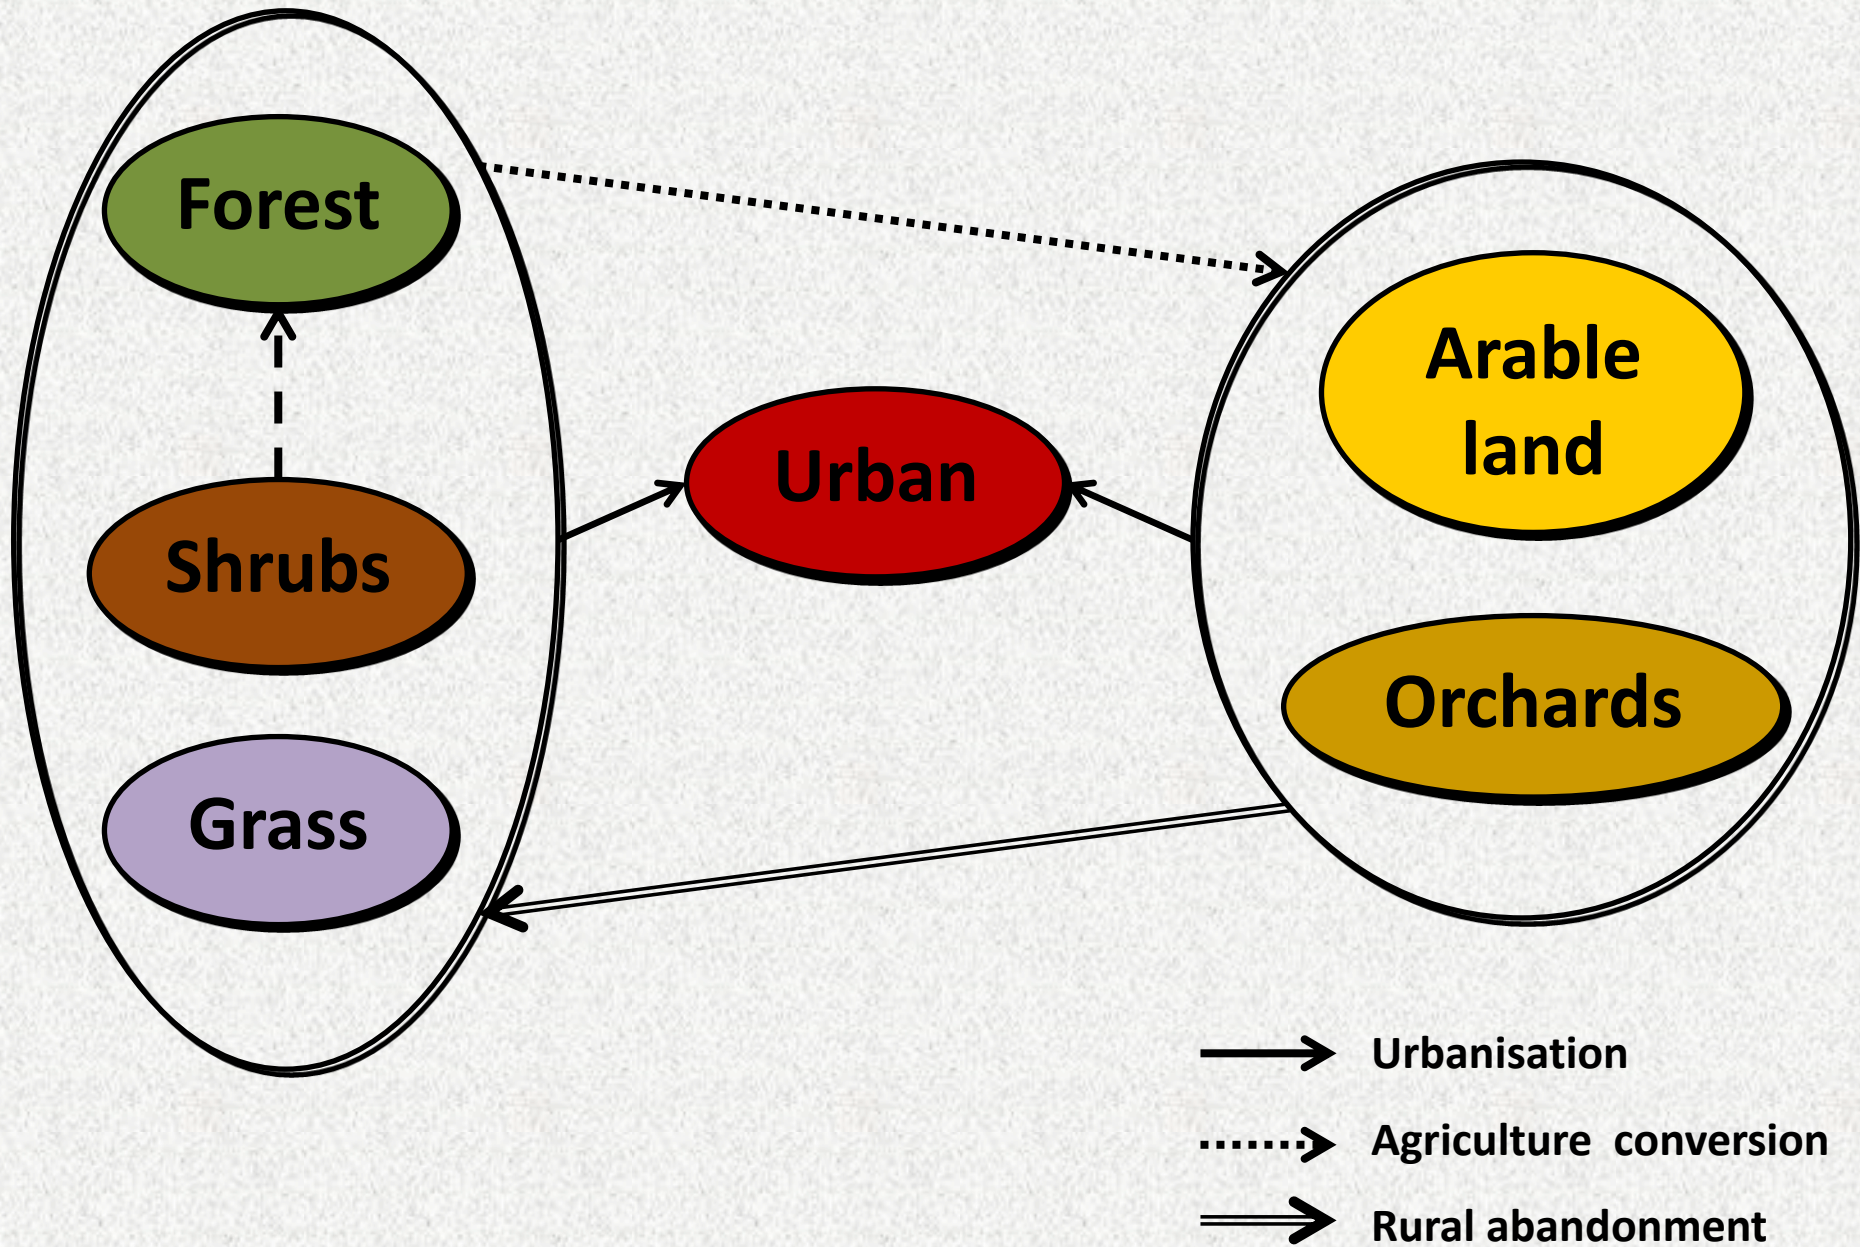 Forest
Shrubs
Grass
Urban
Arable
land
Orchards
Urbanisation
Agriculture conversion
Rural abandonment